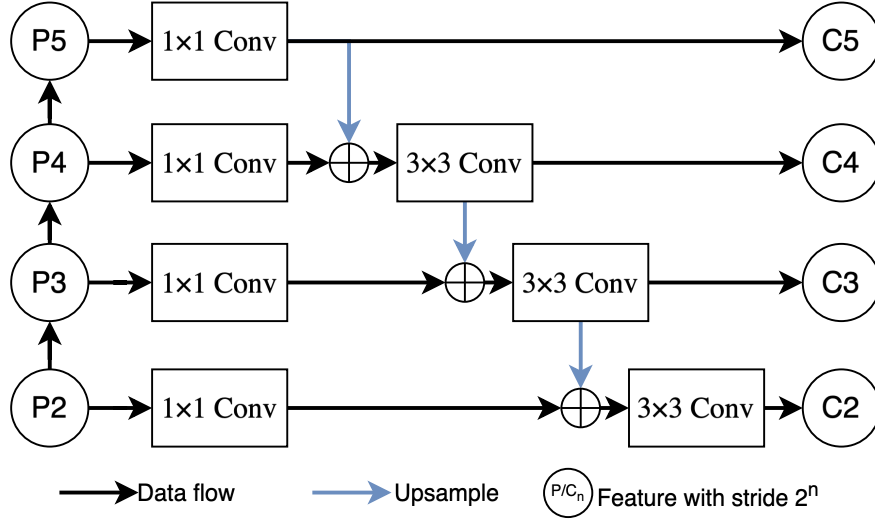 P5 1×1 Conv C5
P4 1×1 Conv 3×3 Conv C4
P3 1×1 Conv 3×3 Conv C3
P2 1×1 Conv 3×3 Conv C2
Data flow Upsample P/Cn Feature with stride 2^n